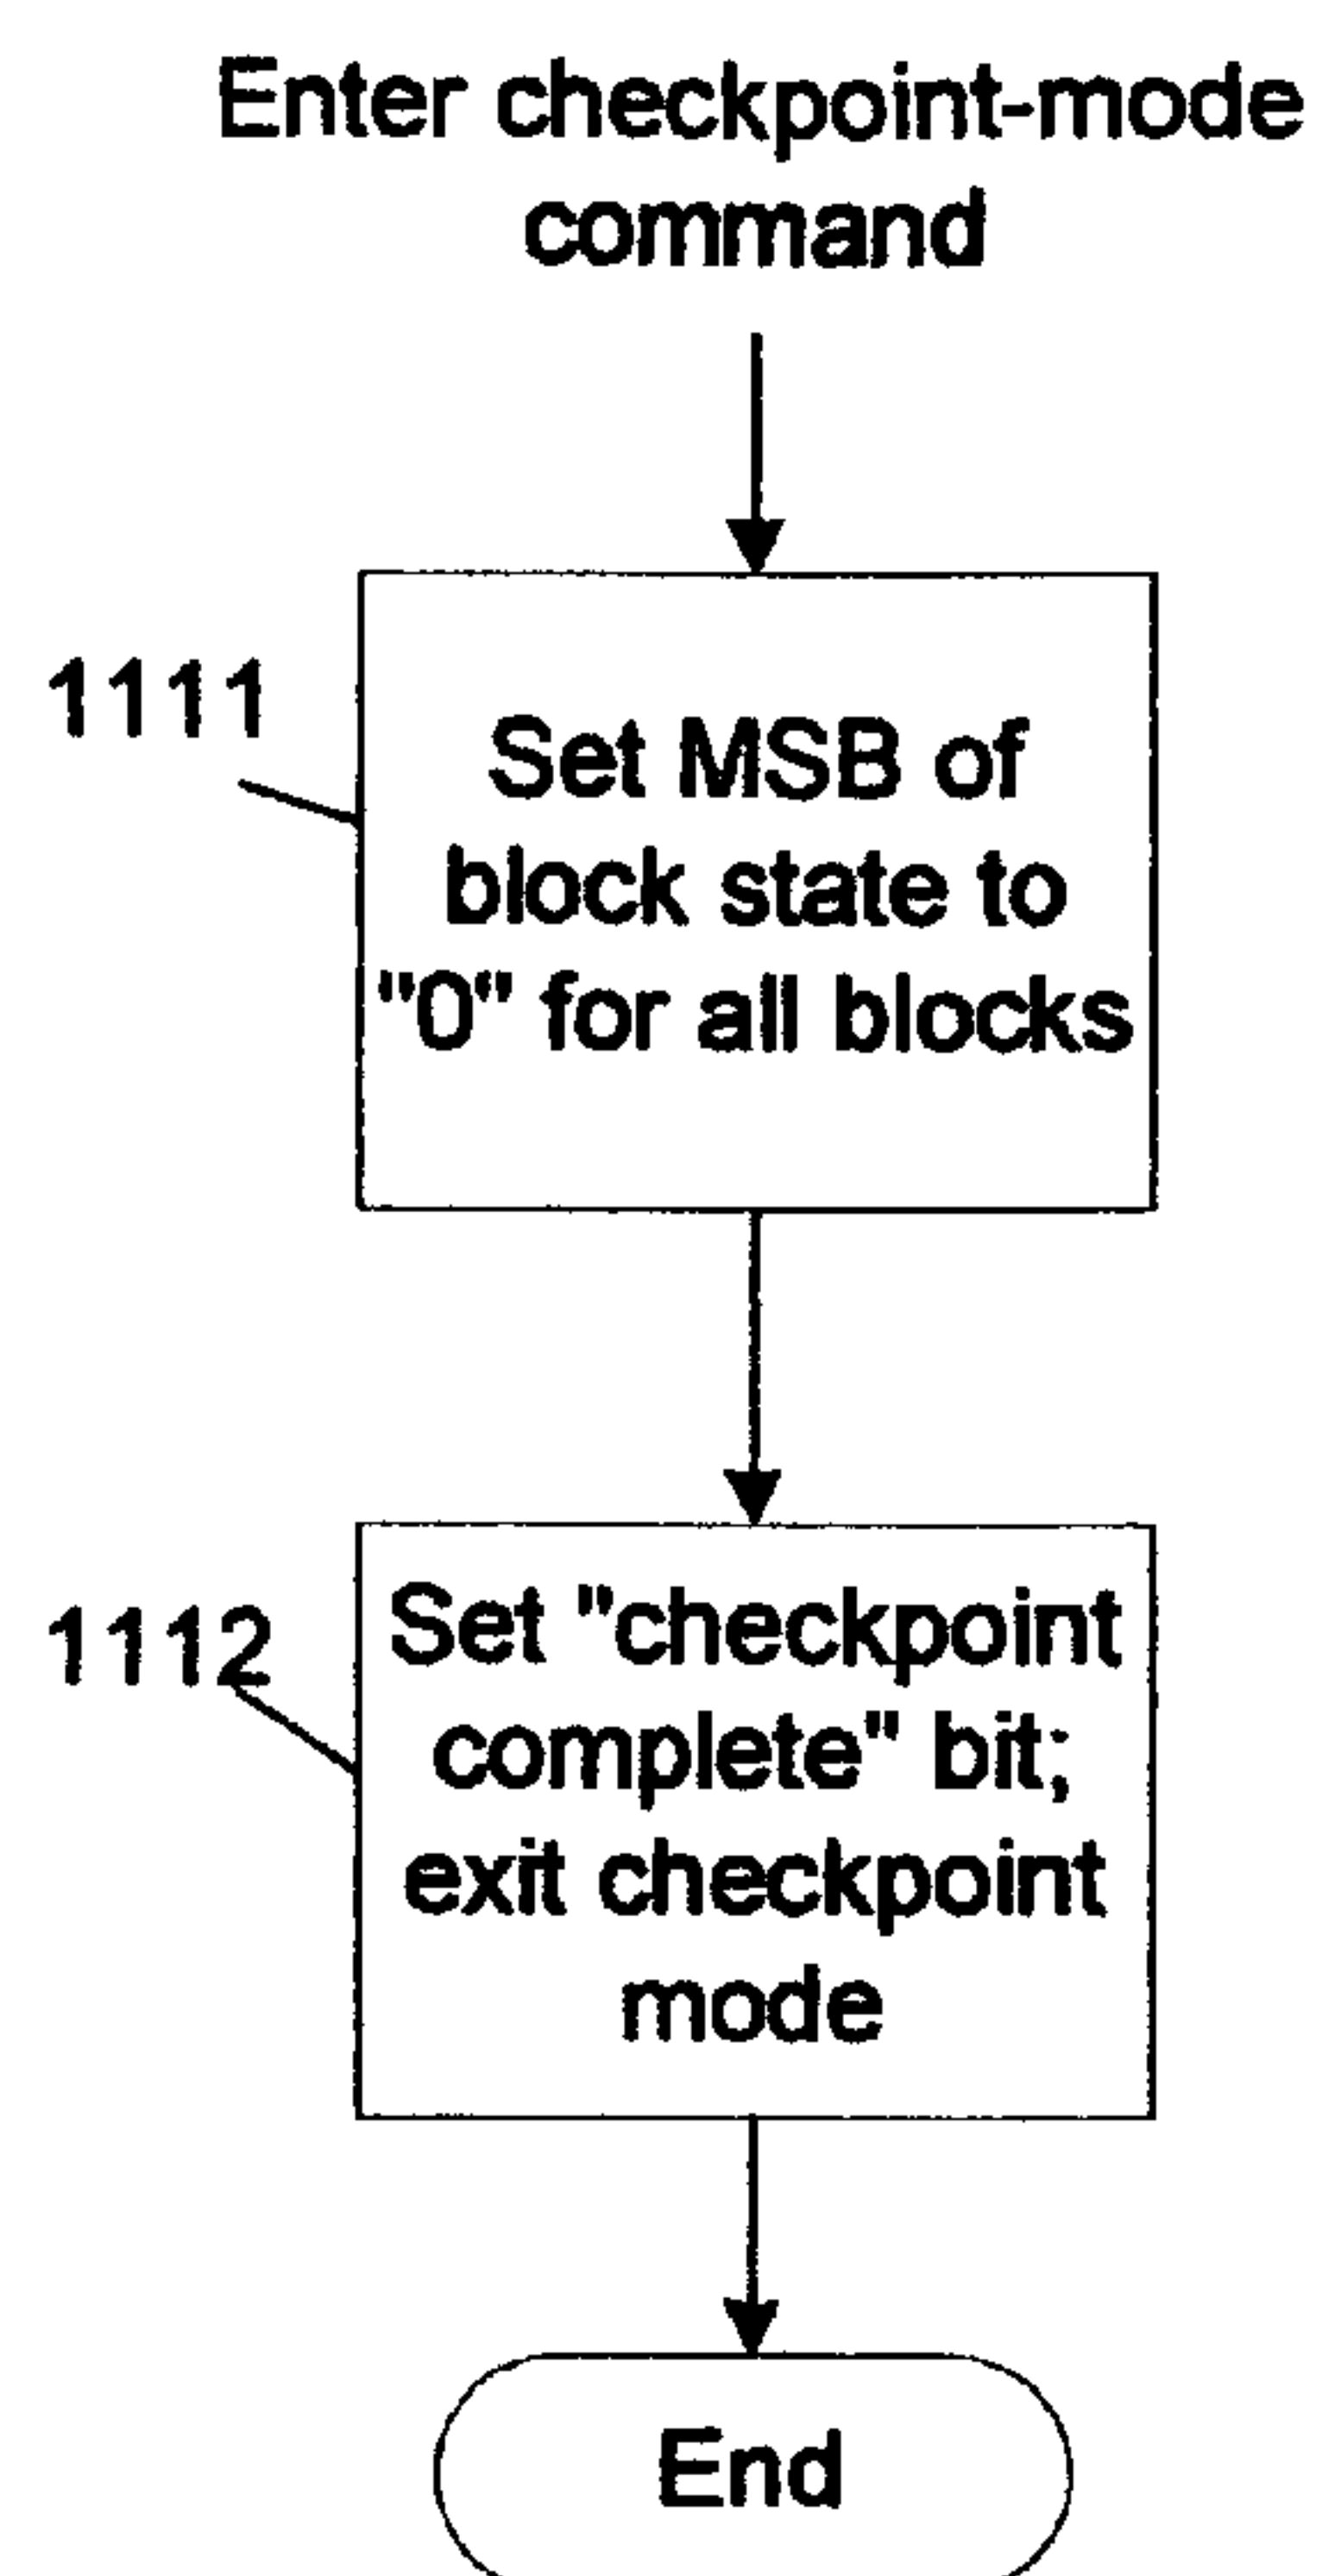 Enter checkpoint-mode
command
1111
Set MSB of
block state to
"0" for all blocks
1112
Set "checkpoint
complete" bit;
exit checkpoint
mode
End